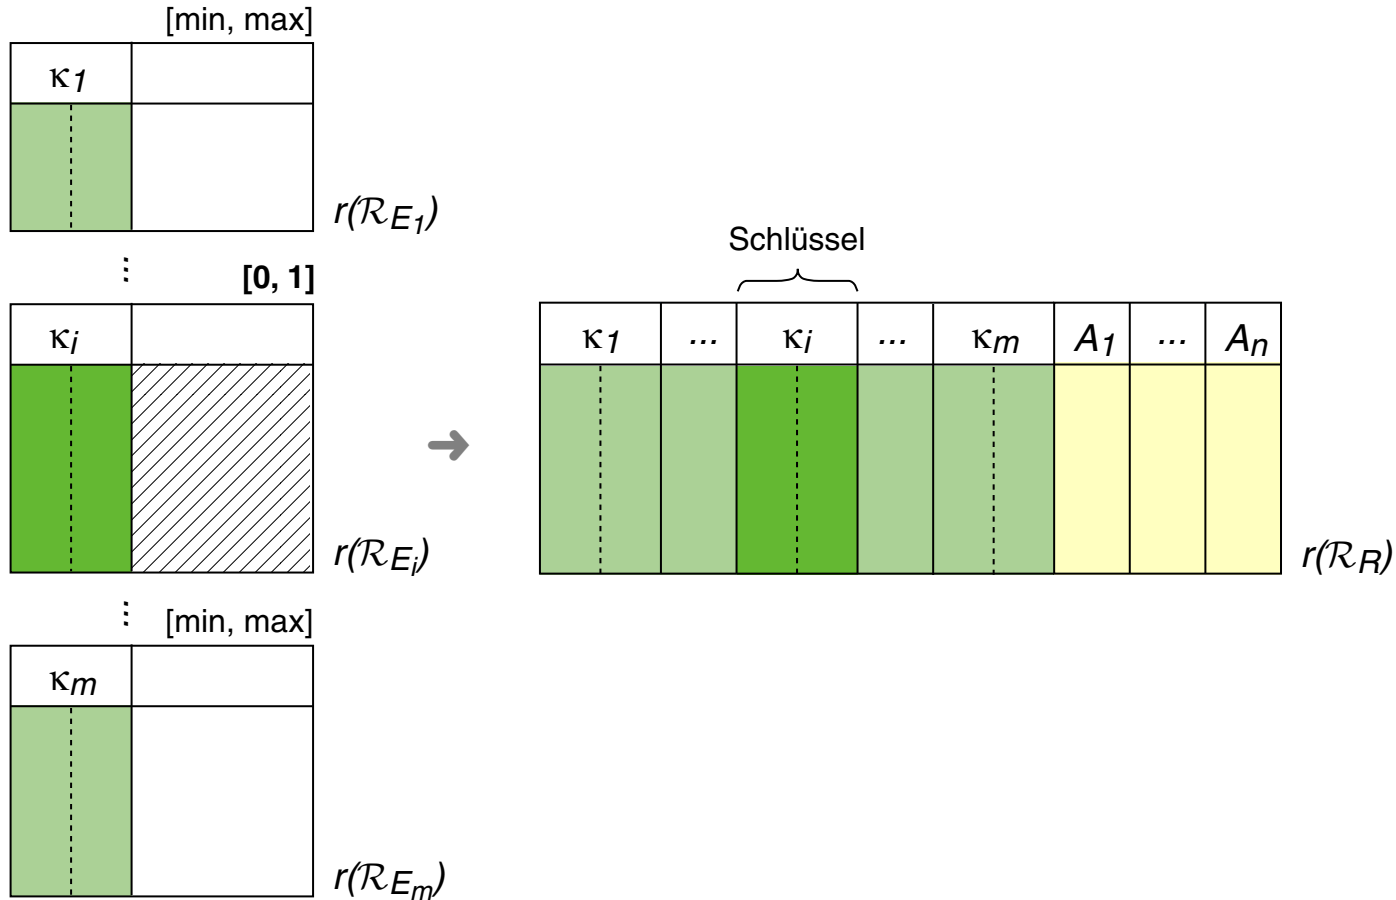 [min, max]
κ1
r(ℛE1)
⋮
[0, 1]
κi
r(ℛEi)
⋮
[min, max]
κm
r(ℛEm)
Schlüssel
κ1 ... κi ... κm A1 ... An
r(ℛR)